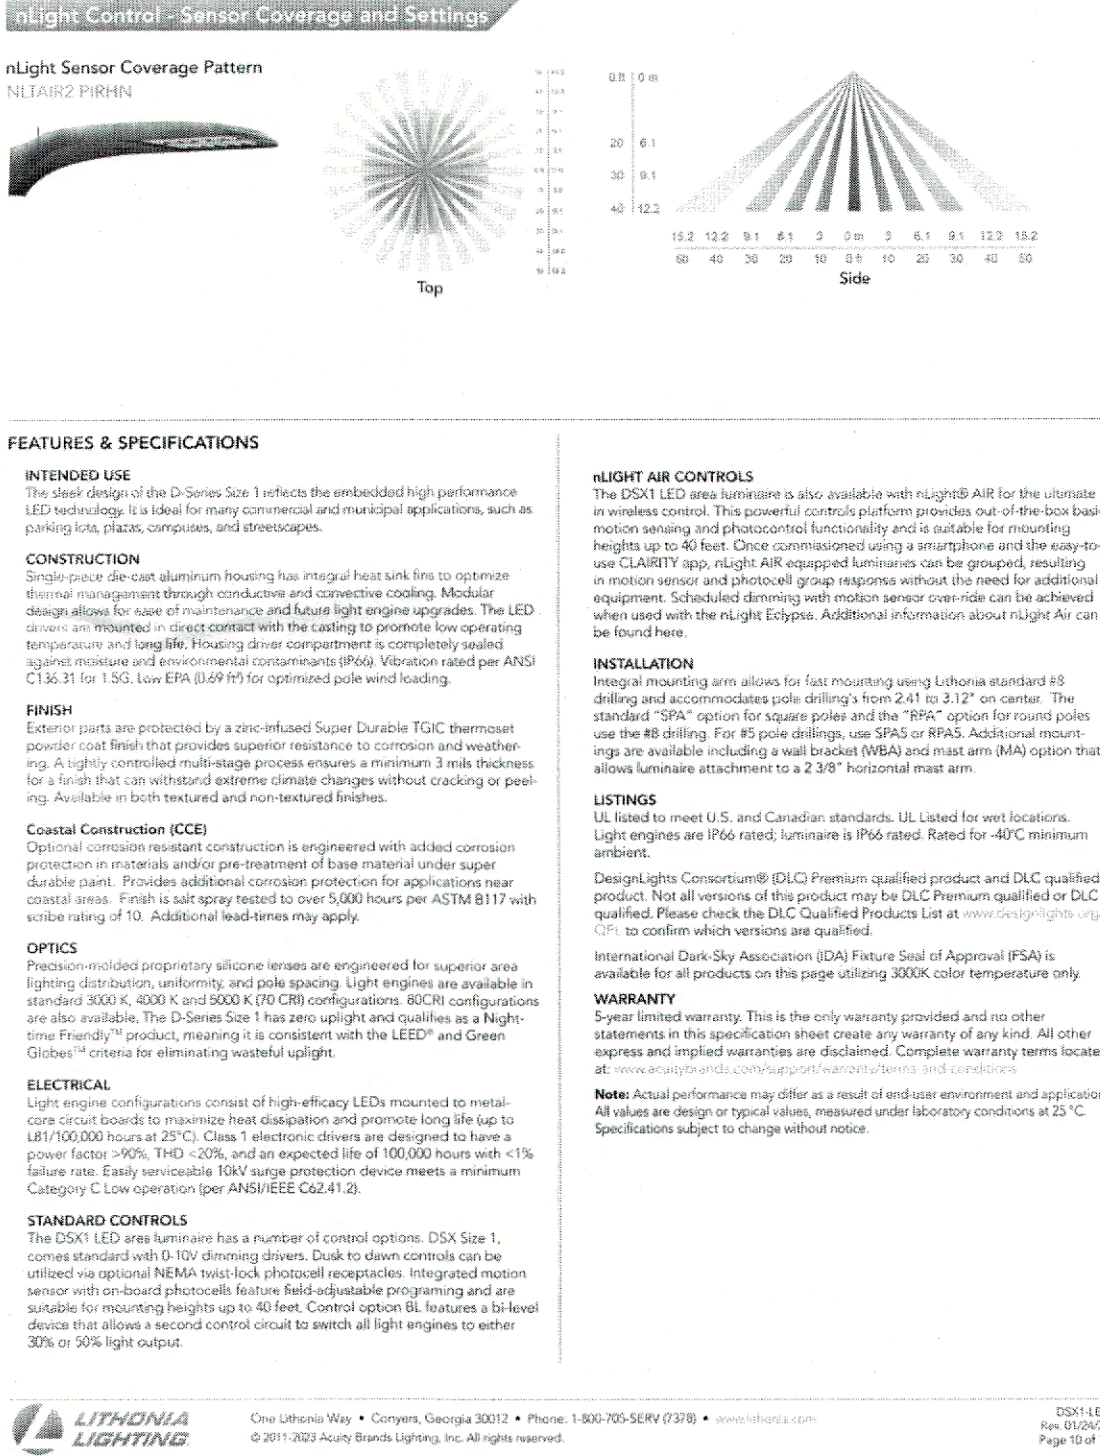 nLight Control - Sensor Coverage and Settings
nLight Sensor Coverage Pattern
NLTAIR2 PIRHN
0 ft 0 m
20 6.1
30 9.1
40 12.2
15.2 12.2 9.1 6.1 3 0 m 3 6.1 9.1 12.2 15.2
50 40 30 20 10 0 ft 10 20 30 40 50
Top
Side
FEATURES & SPECIFICATIONS
INTENDED USE
The sleek design of the D-Series Size 1 reflects the embedded high performance
LED technology. It is ideal for many commercial and municipal applications, such as
parking lots, plazas, campuses, and streetscapes.
CONSTRUCTION
Single-piece die-cast aluminum housing has integral heat sink fins to optimize
thermal management through conductive and convective cooling. Modular
design allows for ease of maintenance and future light engine upgrades. The LED
drivers are mounted in direct contact with the casting to promote low operating
temperature and long life. Housing driver compartment is completely sealed
against moisture and environmental contaminants (IP66). Vibration rated per ANSI
C136.31 for 1.5G. Low EPA (0.69 ft²) for optimized pole wind loading.
FINISH
Exterior parts are protected by a zinc-infused Super Durable TGIC thermoset
powder coat finish that provides superior resistance to corrosion and weather-
ing. A tightly controlled multi-stage process ensures a minimum 3 mils thickness
for a finish that can withstand extreme climate changes without cracking or peel-
ing. Available in both textured and non-textured finishes.
Coastal Construction (CCE)
Optional corrosion resistant construction is engineered with added corrosion
protection in materials and/or pre-treatment of base material under super
durable paint. Provides additional corrosion protection for applications near
coastal areas. Finish is salt spray tested to over 5,000 hours per ASTM B117 with
scribe rating of 10. Additional lead-times may apply.
OPTICS
Precision-molded proprietary silicone lenses are engineered for superior area
lighting distribution, uniformity, and pole spacing. Light engines are available in
standard 3000 K, 4000 K and 5000 K (70 CRI) configurations. 80CRI configurations
are also available. The D-Series Size 1 has zero uplight and qualifies as a Night-
time Friendly™ product, meaning it is consistent with the LEED® and Green
Globes™ criteria for eliminating wasteful uplight.
ELECTRICAL
Light engine configurations consist of high-efficacy LEDs mounted to metal-
core circuit boards to maximize heat dissipation and promote long life (up to
L81/100,000 hours at 25°C). Class 1 electronic drivers are designed to have a
power factor >90%, THD <20%, and an expected life of 100,000 hours with <1%
failure rate. Easily serviceable 10kV surge protection device meets a minimum
Category C Low operation (per ANSI/IEEE C62.41.2).
STANDARD CONTROLS
The DSX1 LED area luminaire has a number of control options. DSX Size 1,
comes standard with 0-10V dimming drivers. Dusk to dawn controls can be
utilized via optional NEMA twist-lock photocell receptacles. Integrated motion
sensor with on-board photocells feature field-adjustable programing and are
suitable for mounting heights up to 40 feet. Control option BL features a bi-level
device that allows a second control circuit to switch all light engines to either
30% or 50% light output.
nLIGHT AIR CONTROLS
The DSX1 LED area luminaire is also available with nLight® AIR for the ultimate
in wireless control. This powerful controls platform provides out-of-the-box basic
motion sensing and photocontrol functionality and is suitable for mounting
heights up to 40 feet. Once commissioned using a smartphone and the easy-to-
use CLAIRITY app, nLight AIR equipped luminaries can be grouped, resulting
in motion sensor and photocell group response without the need for additional
equipment. Scheduled dimming with motion sensor over-ride can be achieved
when used with the nLight Eclypse. Additional information about nLight Air can
be found here.
INSTALLATION
Integral mounting arm allows for fast mounting using Lithonia standard #8
drilling and accommodates pole drilling's from 2.41 to 3.12" on center. The
standard "SPA" option for square poles and the "RPA" option for round poles
use the #8 drilling. For #5 pole drillings, use SPA5 or RPA5. Additional mount-
ings are available including a wall bracket (WBA) and mast arm (MA) option that
allows luminaire attachment to a 2 3/8" horizontal mast arm.
LISTINGS
UL listed to meet U.S. and Canadian standards. UL Listed for wet locations.
Light engines are IP66 rated; luminaire is IP66 rated. Rated for -40°C minimum
ambient.
DesignLights Consortium® (DLC) Premium qualified product and DLC qualified
product. Not all versions of this product may be DLC Premium qualified or DLC
qualified. Please check the DLC Qualified Products List at www.designlights.org/
QPL to confirm which versions are qualified.
International Dark-Sky Association (IDA) Fixture Seal of Approval (FSA) is
available for all products on this page utilizing 3000K color temperature only.
WARRANTY
5-year limited warranty. This is the only warranty provided and no other
statements in this specification sheet create any warranty of any kind. All other
express and implied warranties are disclaimed. Complete warranty terms locate
at: www.acuitybrands.com/support/warranty/terms-and-conditions
Note: Actual performance may differ as a result of end-user environment and application
All values are design or typical values, measured under laboratory conditions at 25 °C.
Specifications subject to change without notice.
LITHONIA
LIGHTING
One Lithonia Way • Conyers, Georgia 30012 • Phone: 1-800-705-SERV (7378) • www.lithonia.com
© 2011-2023 Acuity Brands Lighting, Inc. All rights reserved.
DSX1-LE
Rev. 01/24/2
Page 10 of